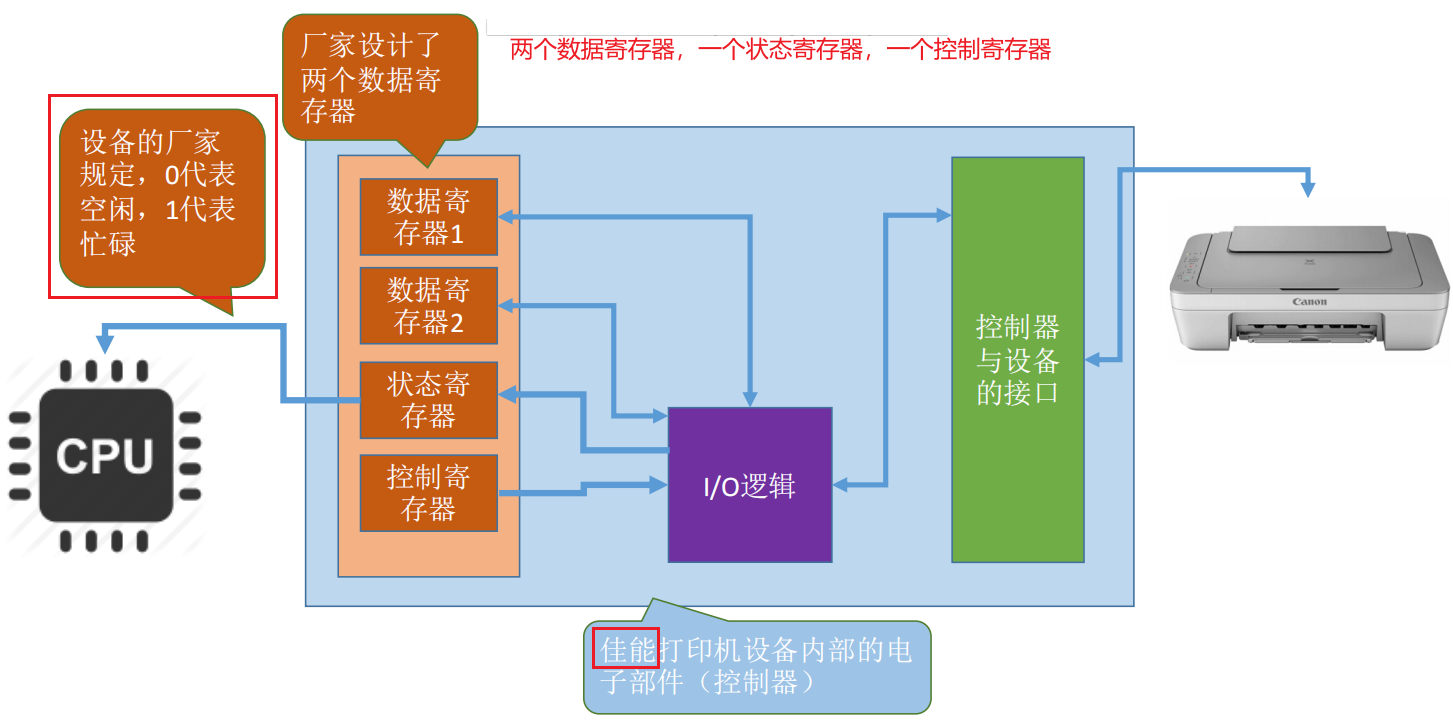 厂家设计了
两个数据寄
存器
两个数据寄存器，一个状态寄存器，一个控制寄存器
设备的厂家
规定，0代表
空闲，1代表
忙碌
数据寄
存器1
数据寄
存器2
状态寄
存器
控制寄
存器
CPU
I/O逻辑
控制器
与设备
的接口
Canon
佳能打印机设备内部的电
子部件（控制器）